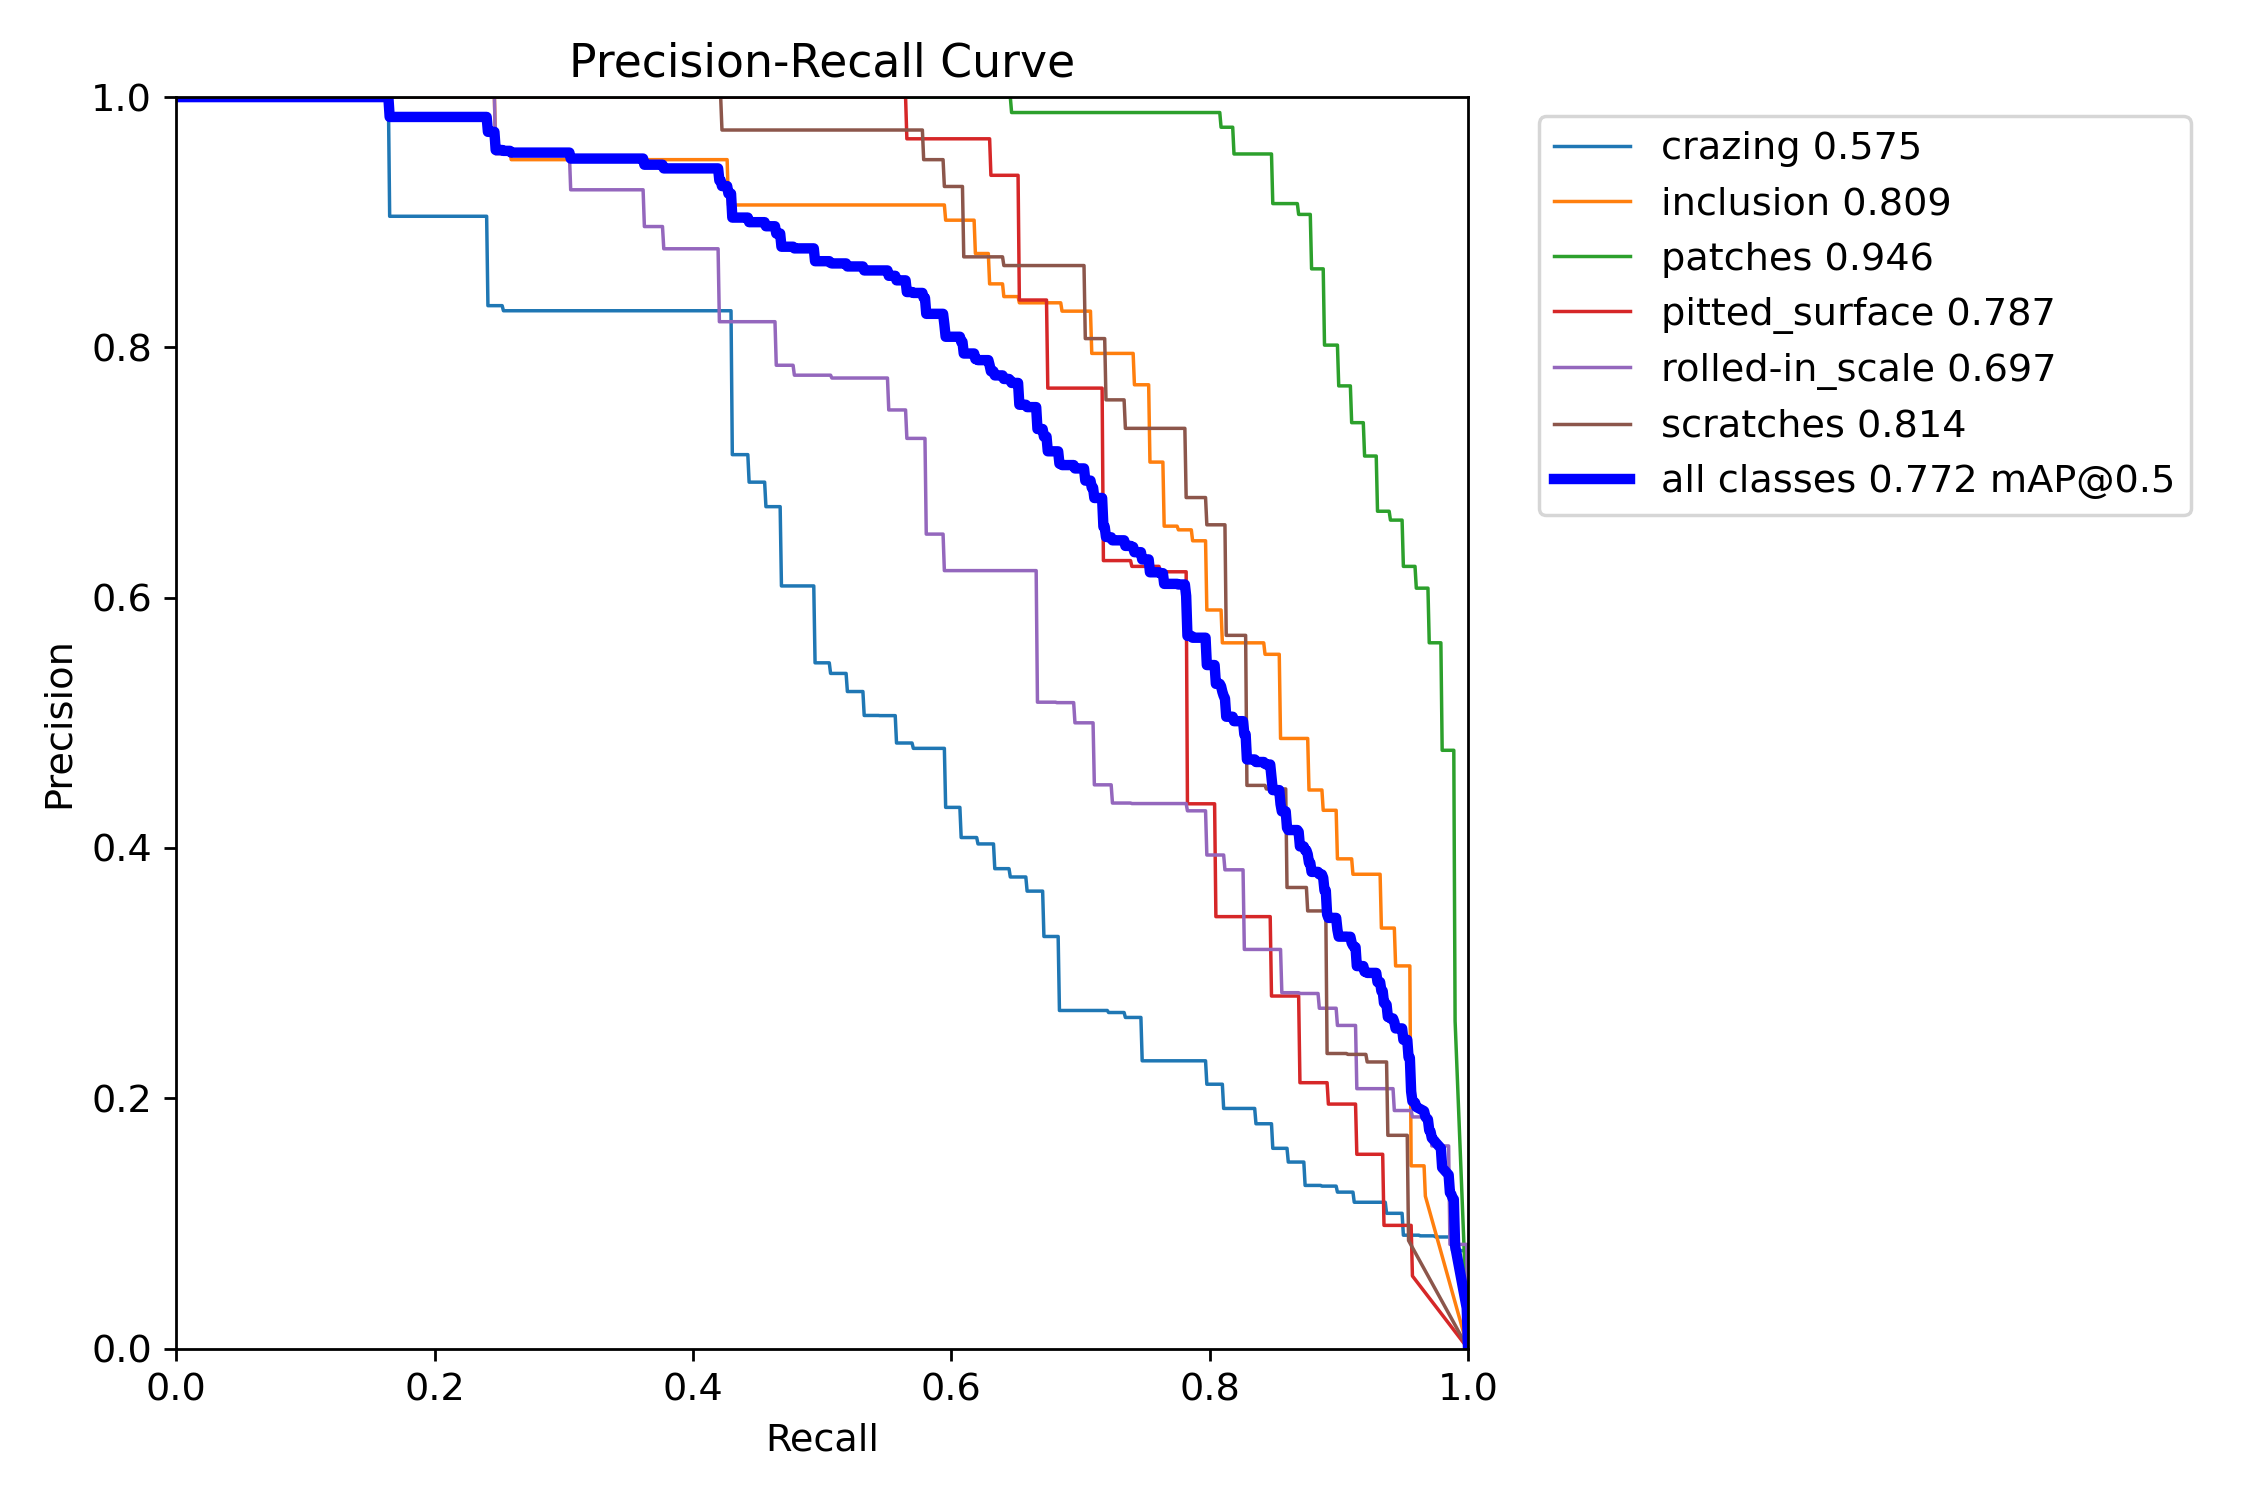 Precision-Recall Curve
1.0
0.8
0.6
0.4
0.2
0.0
Precision
0.0 0.2 0.4 0.6 0.8 1.0
Recall
crazing 0.575
inclusion 0.809
patches 0.946
pitted_surface 0.787
rolled-in_scale 0.697
scratches 0.814
all classes 0.772 mAP@0.5